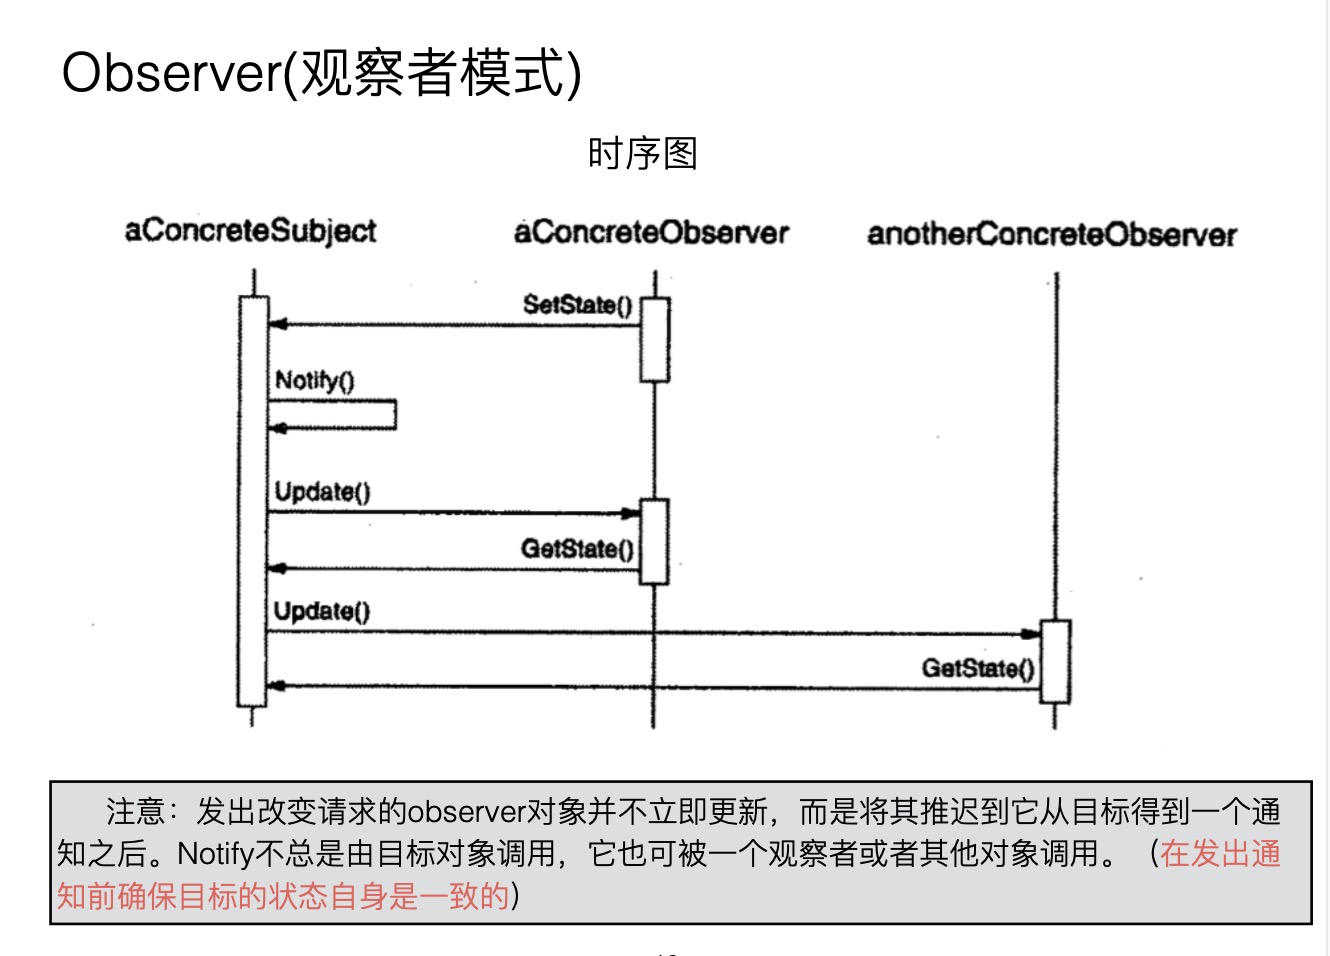 Observer(观察者模式)
时序图
aConcreteSubject
aConcreteObserver
anotherConcreteObserver
SetState()
Notify()
Update()
GetState()
Update()
GetState()
注意：发出改变请求的observer对象并不立即更新，而是将其推迟到它从目标得到一个通
知之后。Notify不总是由目标对象调用，它也可被一个观察者或者其他对象调用。（在发出通
知前确保目标的状态自身是一致的）